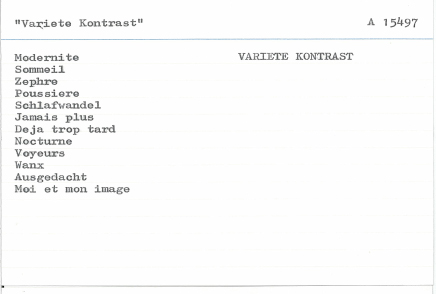 "Variete Kontrast" A 15497
Modernite VARIETE KONTRAST
Sommeil
Zephre
Poussiere
Schlafwandel
Jamais plus
Deja trop tard
Nocturne
Voyeurs
Wanx
Ausgedacht
Moi et mon image